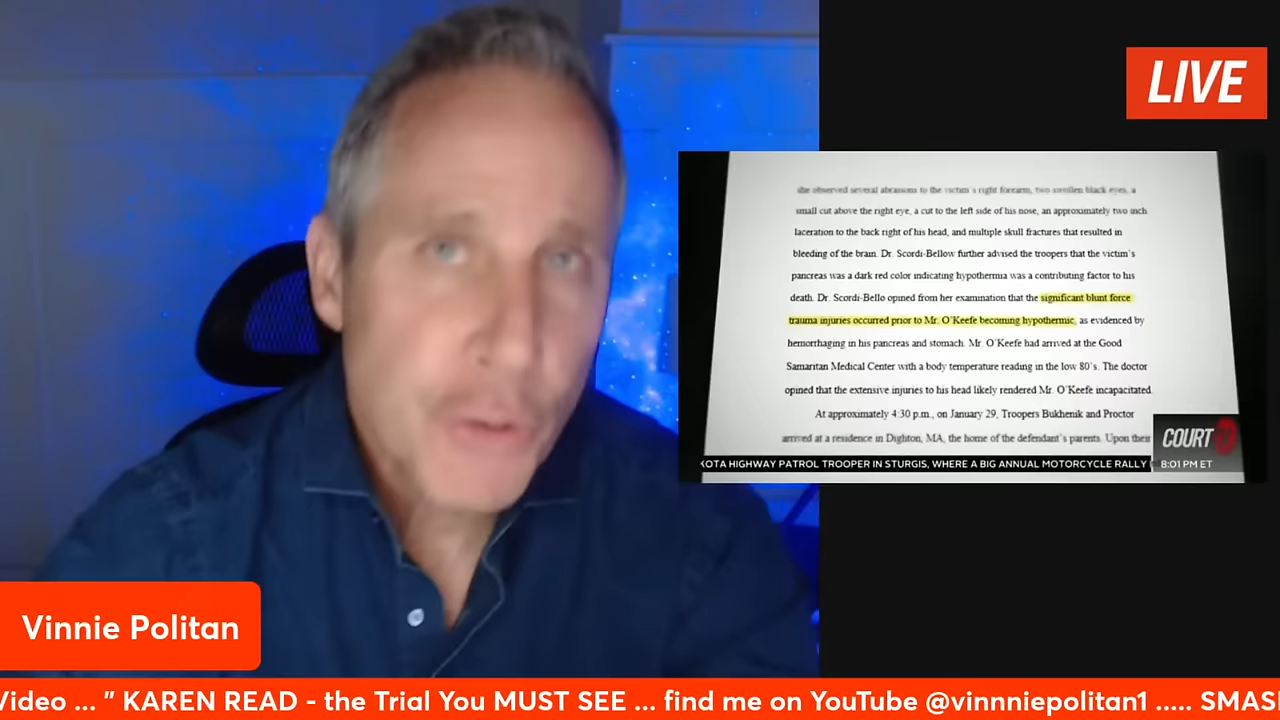 LIVE
she observed several abrasions to the victim's right forearm, two swollen black eyes, a
small cut above the right eye, a cut to the left side of his nose, an approximately two inch
laceration to the back right of his head, and multiple skull fractures that resulted in
bleeding of the brain. Dr. Scordi-Bellow further advised the troopers that the victim's
pancreas was a dark red color indicating hypothermia was a contributing factor to his
death. Dr. Scordi-Bello opined from her examination that the significant blunt force
trauma injuries occurred prior to Mr. O'Keefe becoming hypothermic, as evidenced by
hemorrhaging in his pancreas and stomach. Mr. O'Keefe had arrived at the Good
Samaritan Medical Center with a body temperature reading in the low 80's. The doctor
opined that the extensive injuries to his head likely rendered Mr. O'Keefe incapacitated.
At approximately 4:30 p.m., on January 29, Troopers Bukhenik and Proctor
arrived at a residence in Dighton, MA, the home of the defendant's parents. Upon their
COURT TV
KOTA HIGHWAY PATROL TROOPER IN STURGIS, WHERE A BIG ANNUAL MOTORCYCLE RALLY
8:01 PM ET
Vinnie Politan
Video ... " KAREN READ - the Trial You MUST SEE ... find me on YouTube @vinnniepolitan1 ..... SMAS